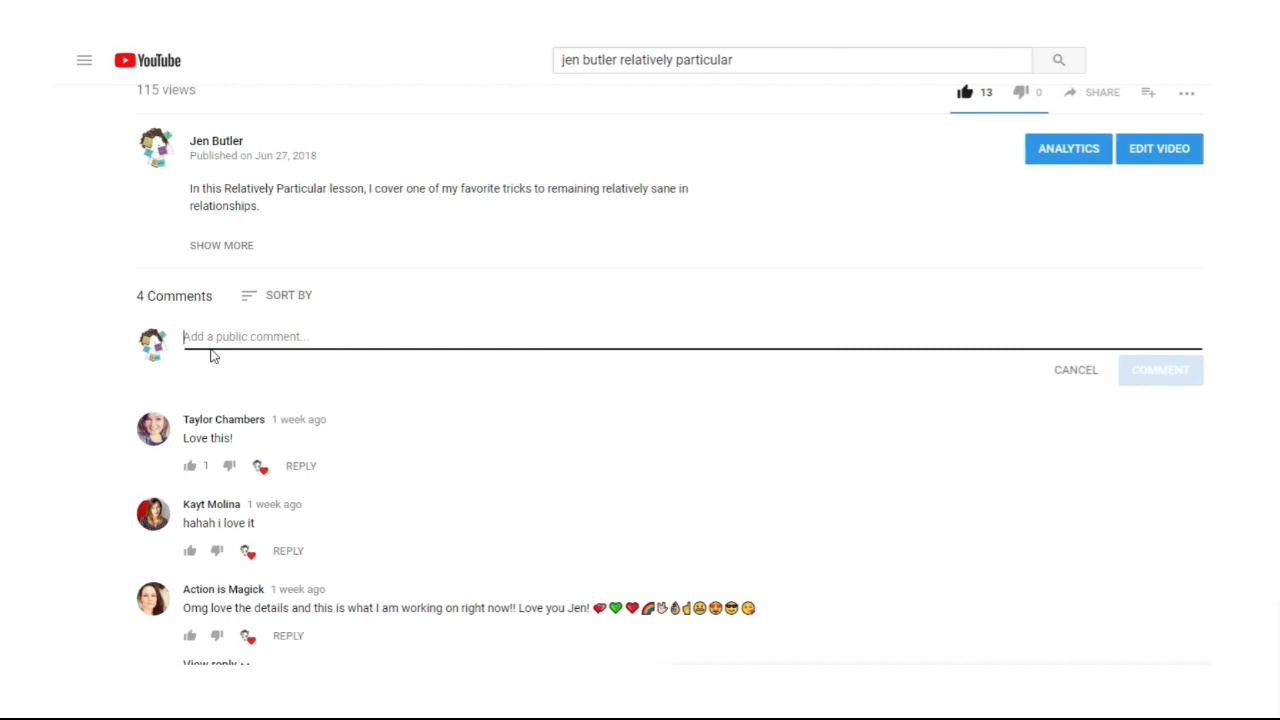 YouTube
jen butler relatively particular
115 views
13
0
SHARE
Jen Butler
Published on Jun 27, 2018
ANALYTICS
EDIT VIDEO
In this Relatively Particular lesson, I cover one of my favorite tricks to remaining relatively sane in
relationships.
SHOW MORE
4 Comments
SORT BY
Add a public comment...
CANCEL
COMMENT
Taylor Chambers 1 week ago
Love this!
1
REPLY
Kayt Molina 1 week ago
hahah i love it
REPLY
Action is Magick 1 week ago
Omg love the details and this is what I am working on right now!! Love you Jen!
REPLY
View reply